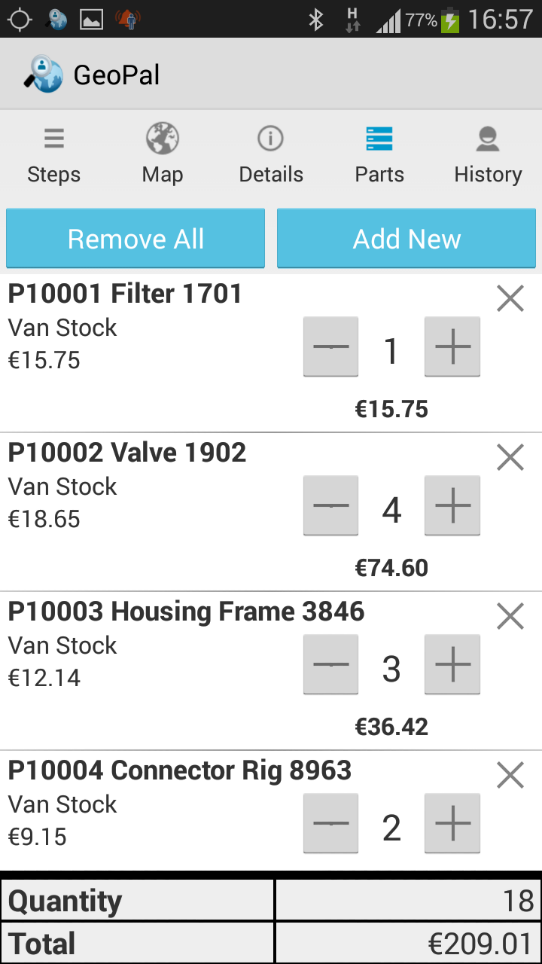 H 77% 16:57
GeoPal
Steps Map Details Parts History
Remove All Add New
P10001 Filter 1701
Van Stock
€15.75
1
€15.75
P10002 Valve 1902
Van Stock
€18.65
4
€74.60
P10003 Housing Frame 3846
Van Stock
€12.14
3
€36.42
P10004 Connector Rig 8963
Van Stock
€9.15
2
Quantity 18
Total €209.01